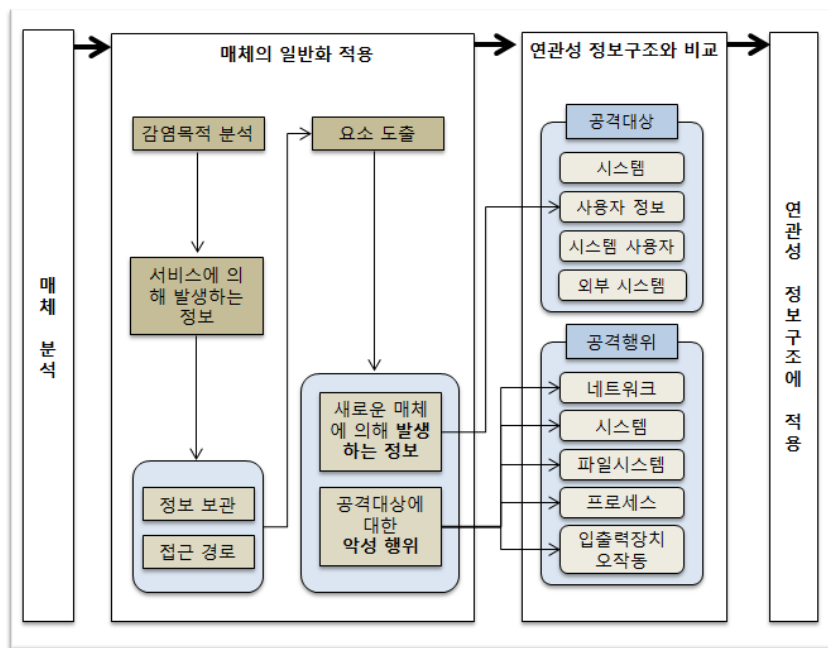 매체 분석
매체의 일반화 적용
감염목적 분석
서비스에 의
해 발생하는
정보
정보 보관
접근 경로
요소 도출
새로운 매체
에 의해 발생
하는 정보
공격대상에
대한
악성 행위
연관성 정보구조와 비교
공격대상
시스템
사용자 정보
시스템 사용자
외부 시스템
공격행위
네트워크
시스템
파일시스템
프로세스
입출력장치
오작동
연관성 정보구조에 적용